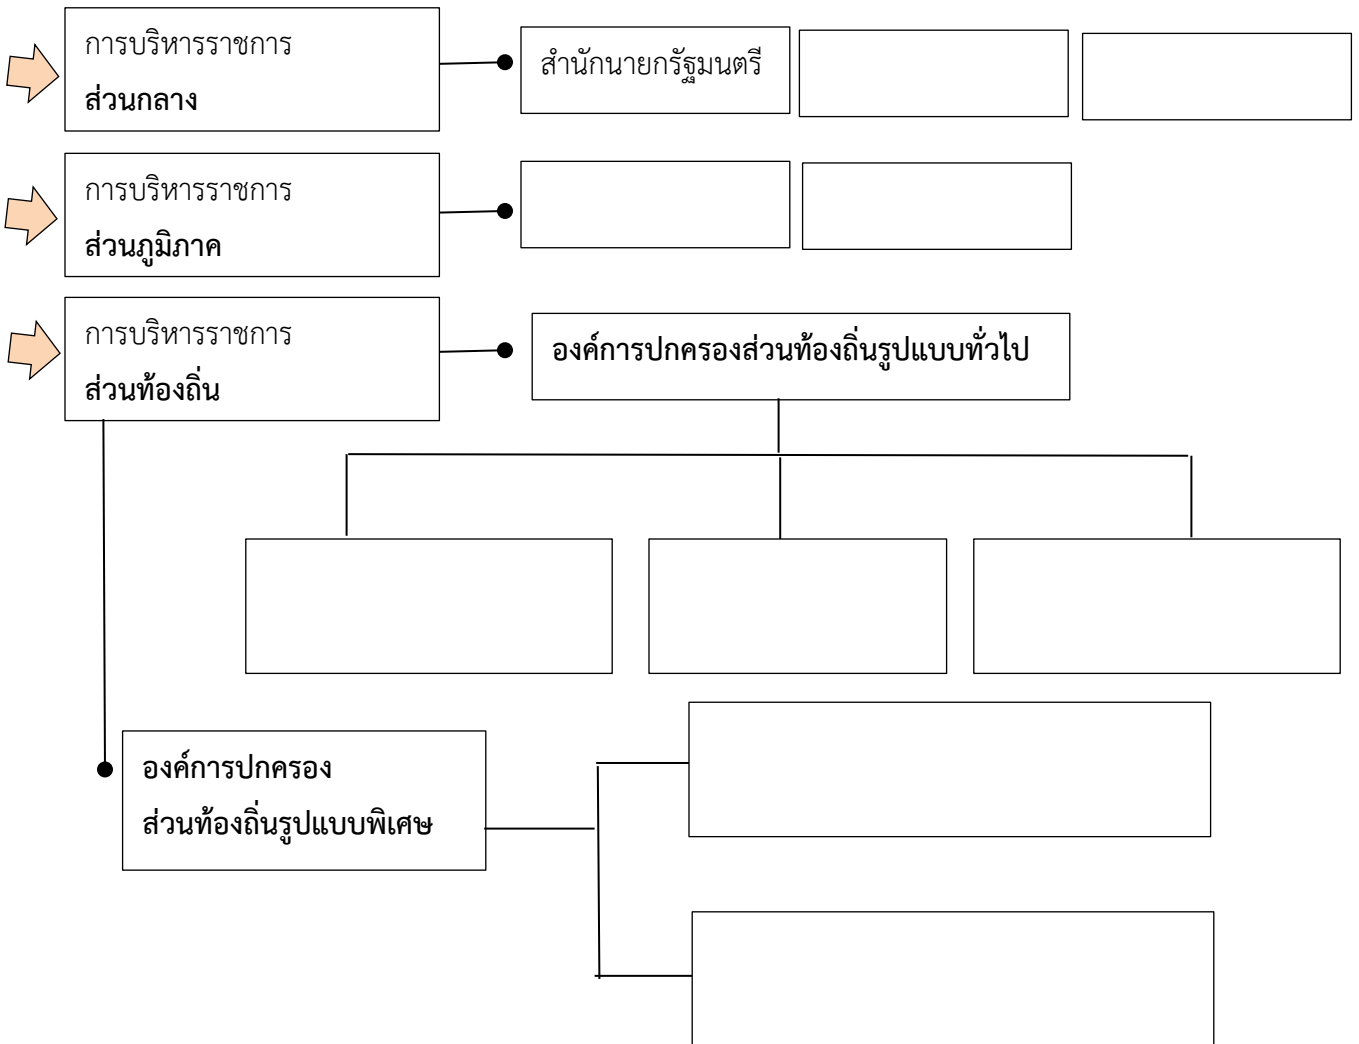 การบริหารราชการ
ส่วนกลาง
สำนักนายกรัฐมนตรี
การบริหารราชการ
ส่วนภูมิภาค
การบริหารราชการ
ส่วนท้องถิ่น
องค์การปกครองส่วนท้องถิ่นรูปแบบทั่วไป
องค์การปกครอง
ส่วนท้องถิ่นรูปแบบพิเศษ